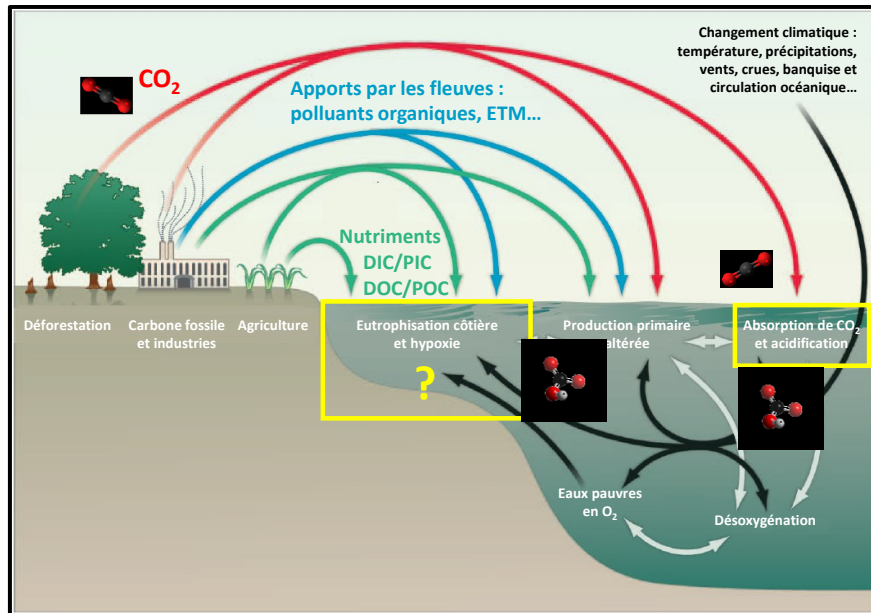 Changement climatique :
température, précipitations,
vents, crues, banquise et
circulation océanique…
CO2
Apports par les fleuves :
polluants organiques, ETM…
Nutriments
DIC/PIC
DOC/POC
Déforestation
Carbone fossile
et industries
Agriculture
Eutrophisation côtière
et hypoxie
?
Production primaire
altérée
Absorption de CO2
et acidification
Eaux pauvres
en O2
Désoxygénation